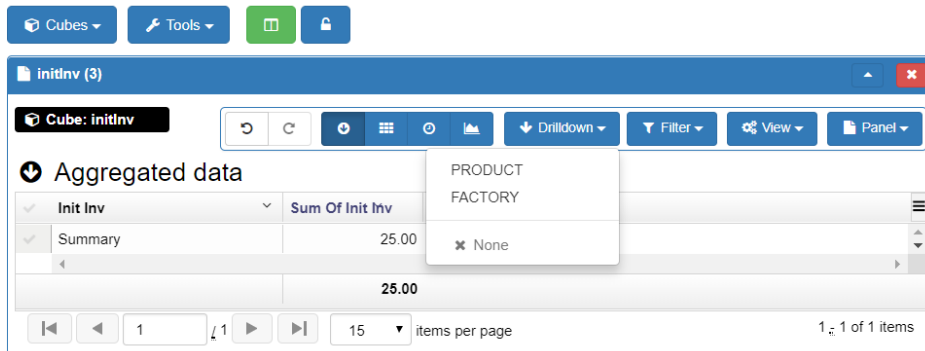 Cubes Tools
initInv (3)
Cube: initInv Drilldown Filter View Panel
PRODUCT
FACTORY
None
Aggregated data
Init Inv Sum Of Init Inv
Summary 25.00
25.00
1 / 1 15 items per page 1 - 1 of 1 items